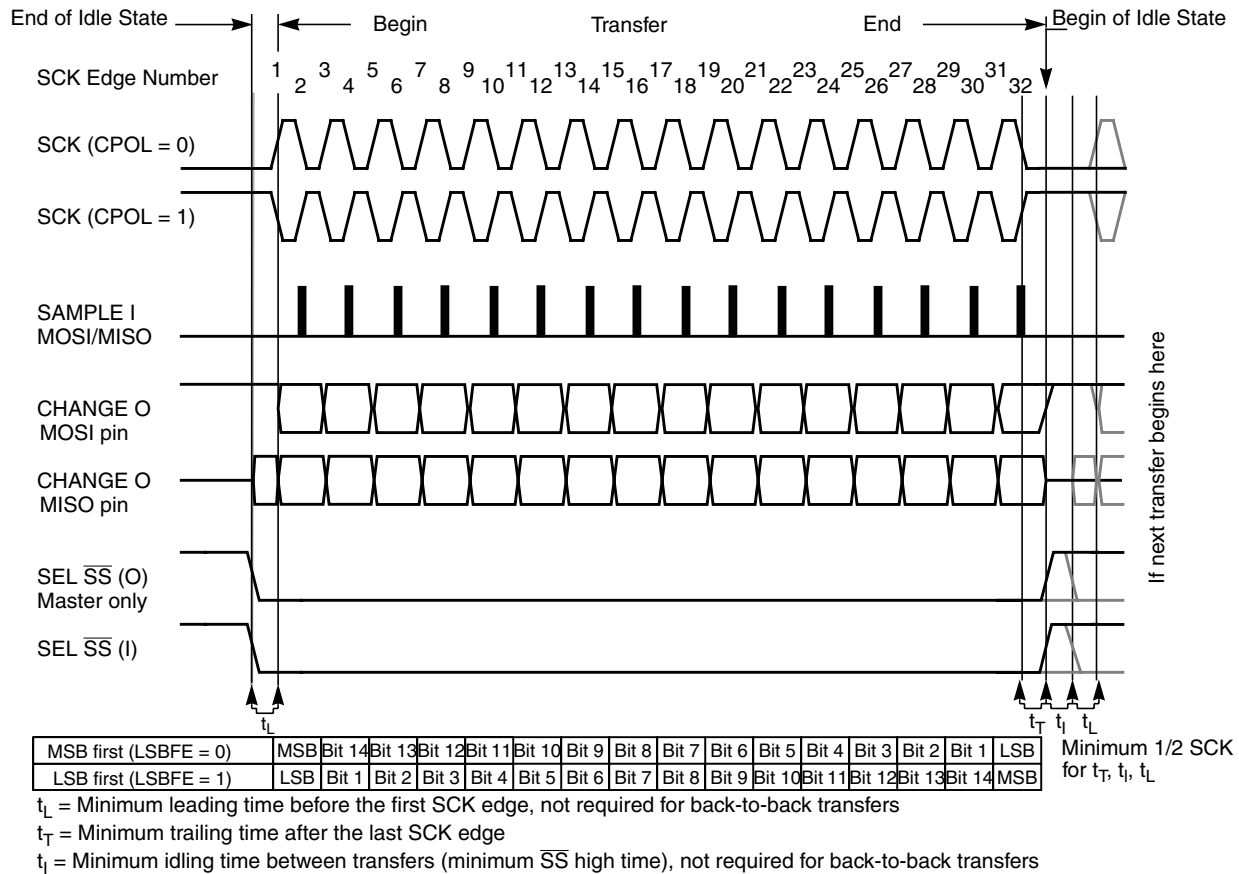 End of Idle State
Begin
Transfer
End
Begin of Idle State
SCK Edge Number
1 2 3 4 5 6 7 8 9 10 11 12 13 14 15 16 17 18 19 20 21 22 23 24 25 26 27 28 29 30 31 32
SCK (CPOL = 0)
SCK (CPOL = 1)
SAMPLE I
MOSI/MISO
CHANGE O
MOSI pin
CHANGE O
MISO pin
SEL S̅S̅ (O)
Master only
SEL S̅S̅ (I)
If next transfer begins here
tL
tT tI tL
MSB first (LSBFE = 0) MSB Bit 14 Bit 13 Bit 12 Bit 11 Bit 10 Bit 9 Bit 8 Bit 7 Bit 6 Bit 5 Bit 4 Bit 3 Bit 2 Bit 1 LSB
LSB first (LSBFE = 1) LSB Bit 1 Bit 2 Bit 3 Bit 4 Bit 5 Bit 6 Bit 7 Bit 8 Bit 9 Bit 10 Bit 11 Bit 12 Bit 13 Bit 14 MSB
Minimum 1/2 SCK
for tT, tI, tL
tL = Minimum leading time before the first SCK edge, not required for back-to-back transfers
tT = Minimum trailing time after the last SCK edge
tI = Minimum idling time between transfers (minimum S̅S̅ high time), not required for back-to-back transfers